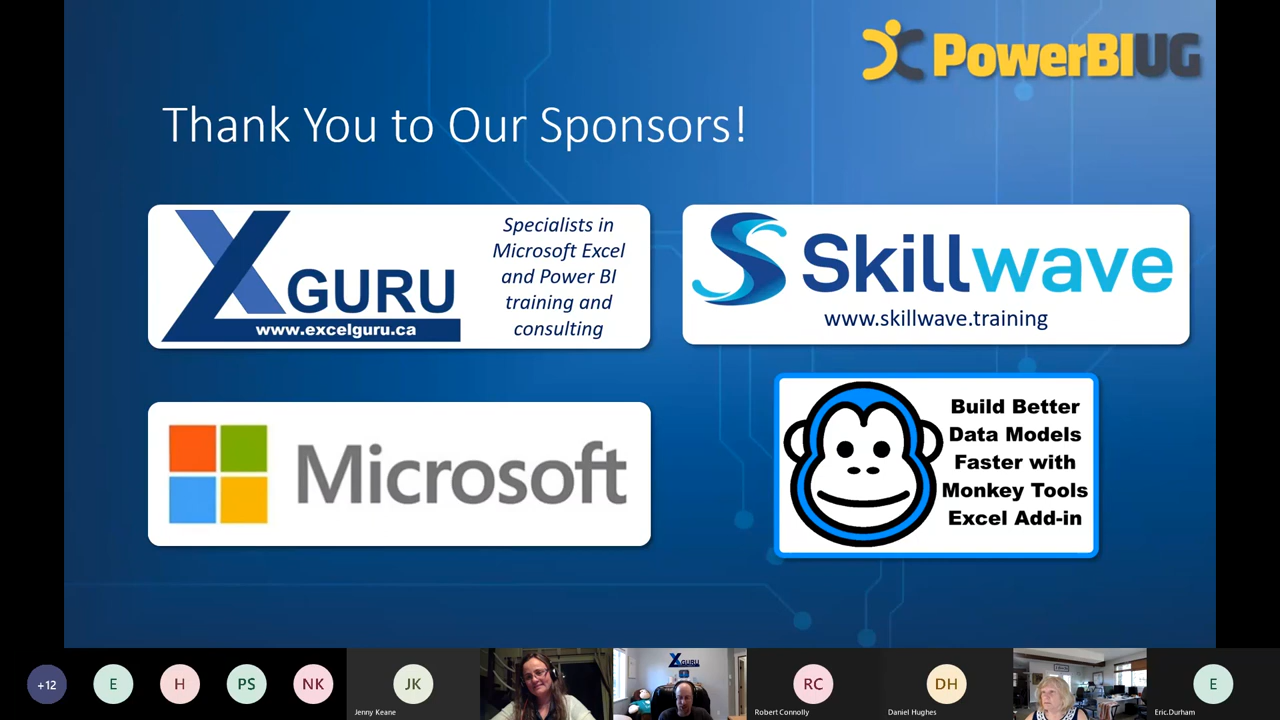 PowerBIUG
Thank You to Our Sponsors!
X GURU
www.excelguru.ca
Specialists in
Microsoft Excel
and Power BI
training and
consulting
Skillwave
www.skillwave.training
Microsoft
Build Better
Data Models
Faster with
Monkey Tools
Excel Add-in
+12
E
H
PS
NK
JK
Jenny Keane
XGURU
RC
Robert Connolly
DH
Daniel Hughes
E
Eric.Durham